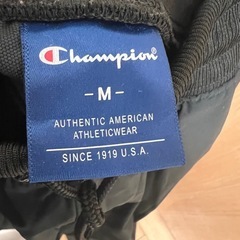 Champion
- M -
AUTHENTIC AMERICAN
ATHLETICWEAR
SINCE 1919 U.S.A.